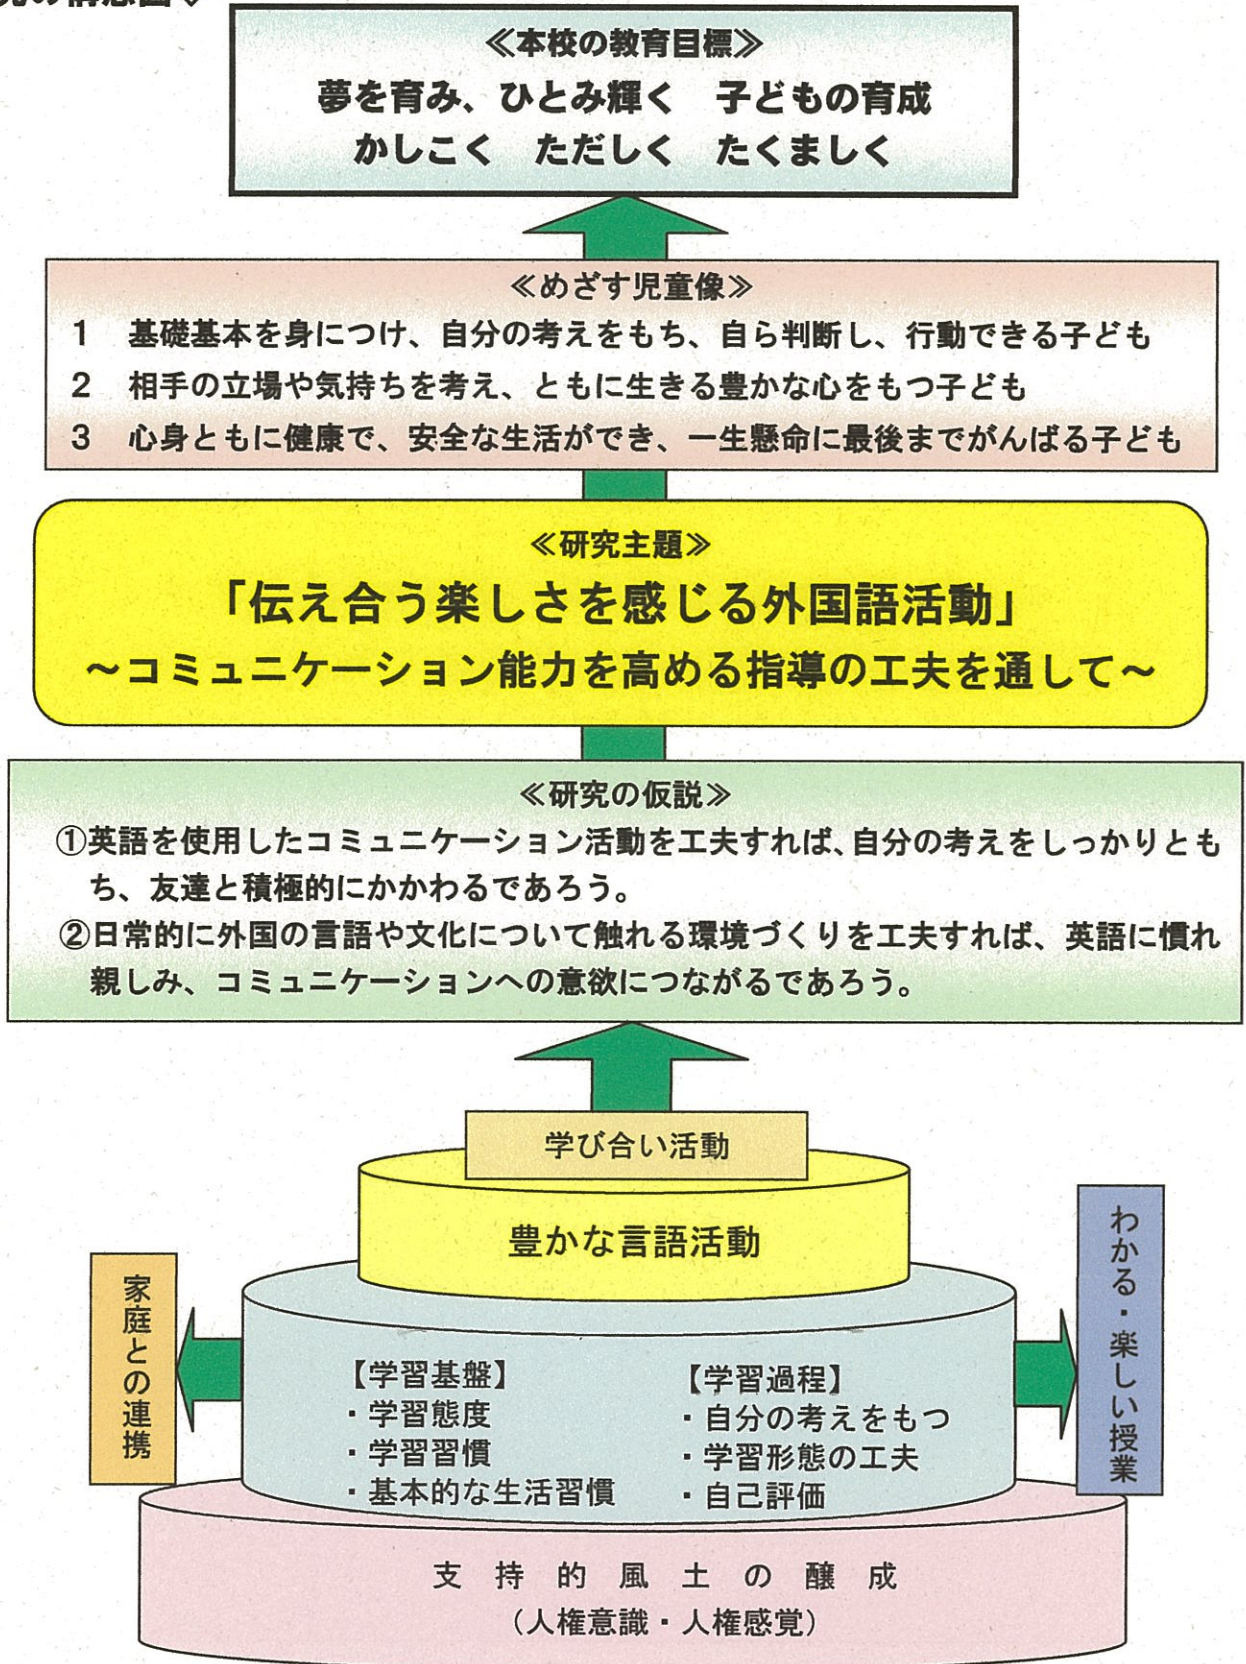 ≪本校の教育目標≫
夢を育み、ひとみ輝く　子どもの育成
かしこく　ただしく　たくましく
≪めざす児童像≫
1　基礎基本を身につけ、自分の考えをもち、自ら判断し、行動できる子ども
2　相手の立場や気持ちを考え、ともに生きる豊かな心をもつ子ども
3　心身ともに健康で、安全な生活ができ、一生懸命に最後までがんばる子ども
≪研究主題≫
「伝え合う楽しさを感じる外国語活動」
～コミュニケーション能力を高める指導の工夫を通して～
≪研究の仮説≫
①英語を使用したコミュニケーション活動を工夫すれば、自分の考えをしっかりとも
ち、友達と積極的にかかわるであろう。
②日常的に外国の言語や文化について触れる環境づくりを工夫すれば、英語に慣れ
親しみ、コミュニケーションへの意欲につながるであろう。
学び合い活動
豊かな言語活動
家庭との連携
わかる・楽しい授業
【学習基盤】
・学習態度
・学習習慣
・基本的な生活習慣
【学習過程】
・自分の考えをもつ
・学習形態の工夫
・自己評価
支持的風土の醸成
（人権意識・人権感覚）